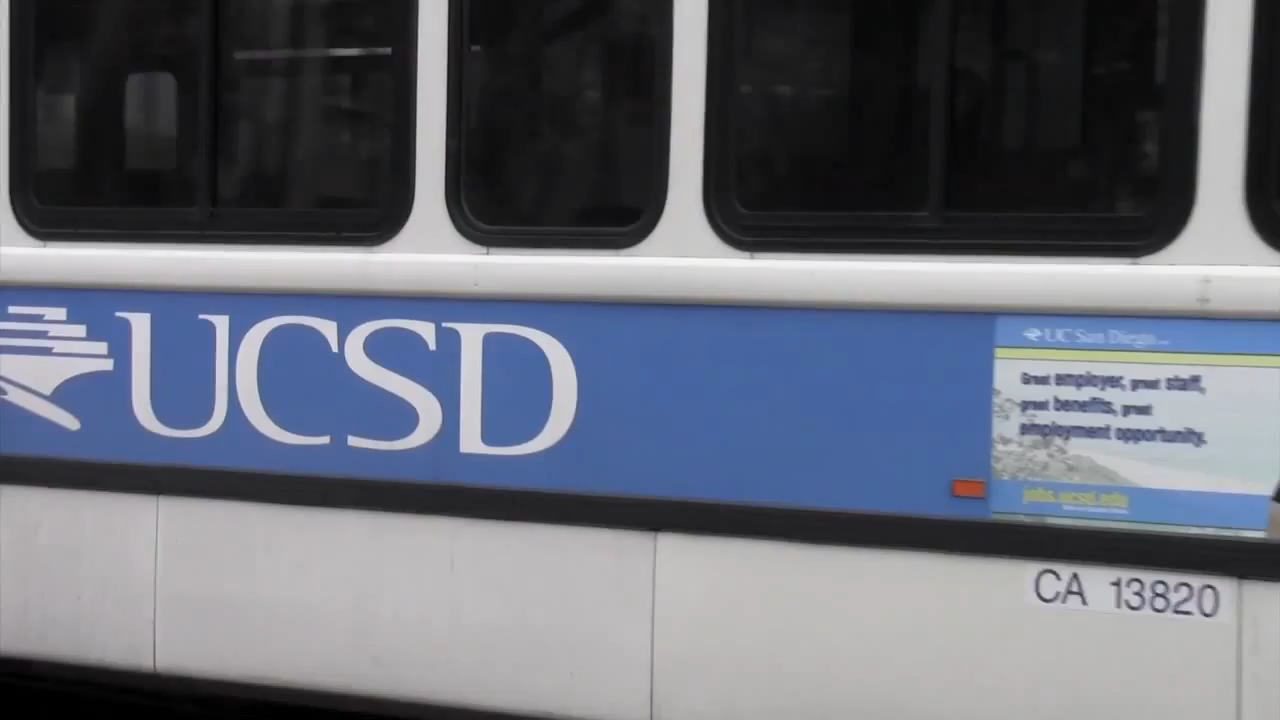 UCSD
UC San Diego
Great employer, great staff,
great benefits, great
employment opportunity.
jobs.ucsd.edu
CA 13820